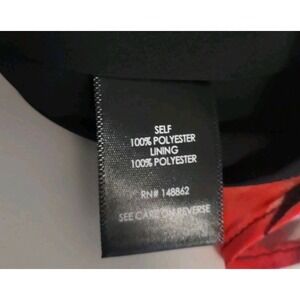 SELF
100% POLYESTER
LINING
100% POLYESTER
RN# 148862
SEE CARE ON REVERSE